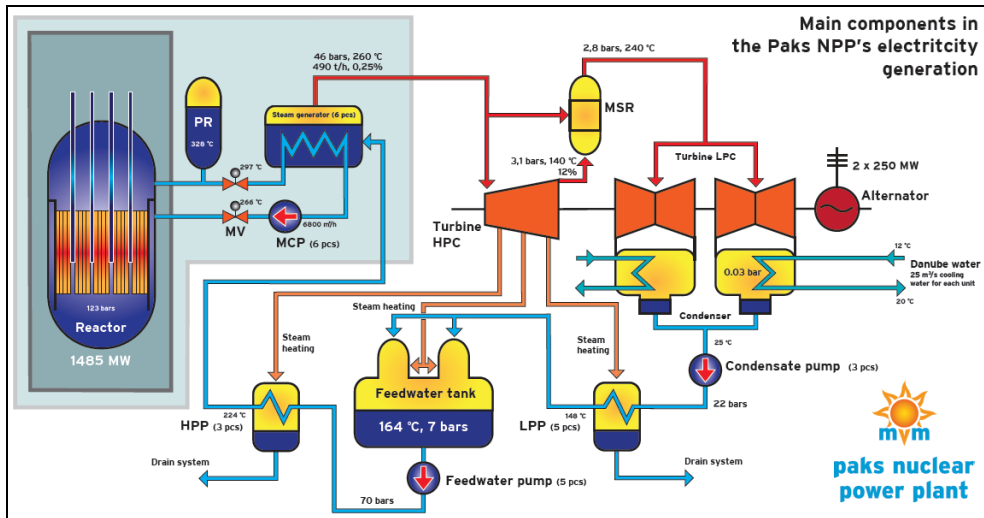 Main components in
the Paks NPP's electritcity
generation
46 bars, 260 °C
490 t/h, 0,25%
2,8 bars, 240 °C
Steam generator (6 pcs)
MSR
PR
328 °C
297 °C
3,1 bars, 140 °C
12%
Turbine LPC
2 x 250 MW
Alternator
266 °C
MV
MCP (6 pcs)
6800 m³/h
Turbine
HPC
12°C
Danube water
25 m³/s cooling
water for each unit
20°C
0.03 bar
123 bars
Reactor
1485 MW
Steam heating
Condenser
25 °C
Steam
heating
Steam
heating
Condensate pump (3 pcs)
22 bars
Feedwater tank
164 °C, 7 bars
224 °C
HPP
(3 pcs)
148 °C
LPP
(5 pcs)
Drain system
Drain system
Feedwater pump (5 pcs)
70 bars
mvm
paks nuclear
power plant